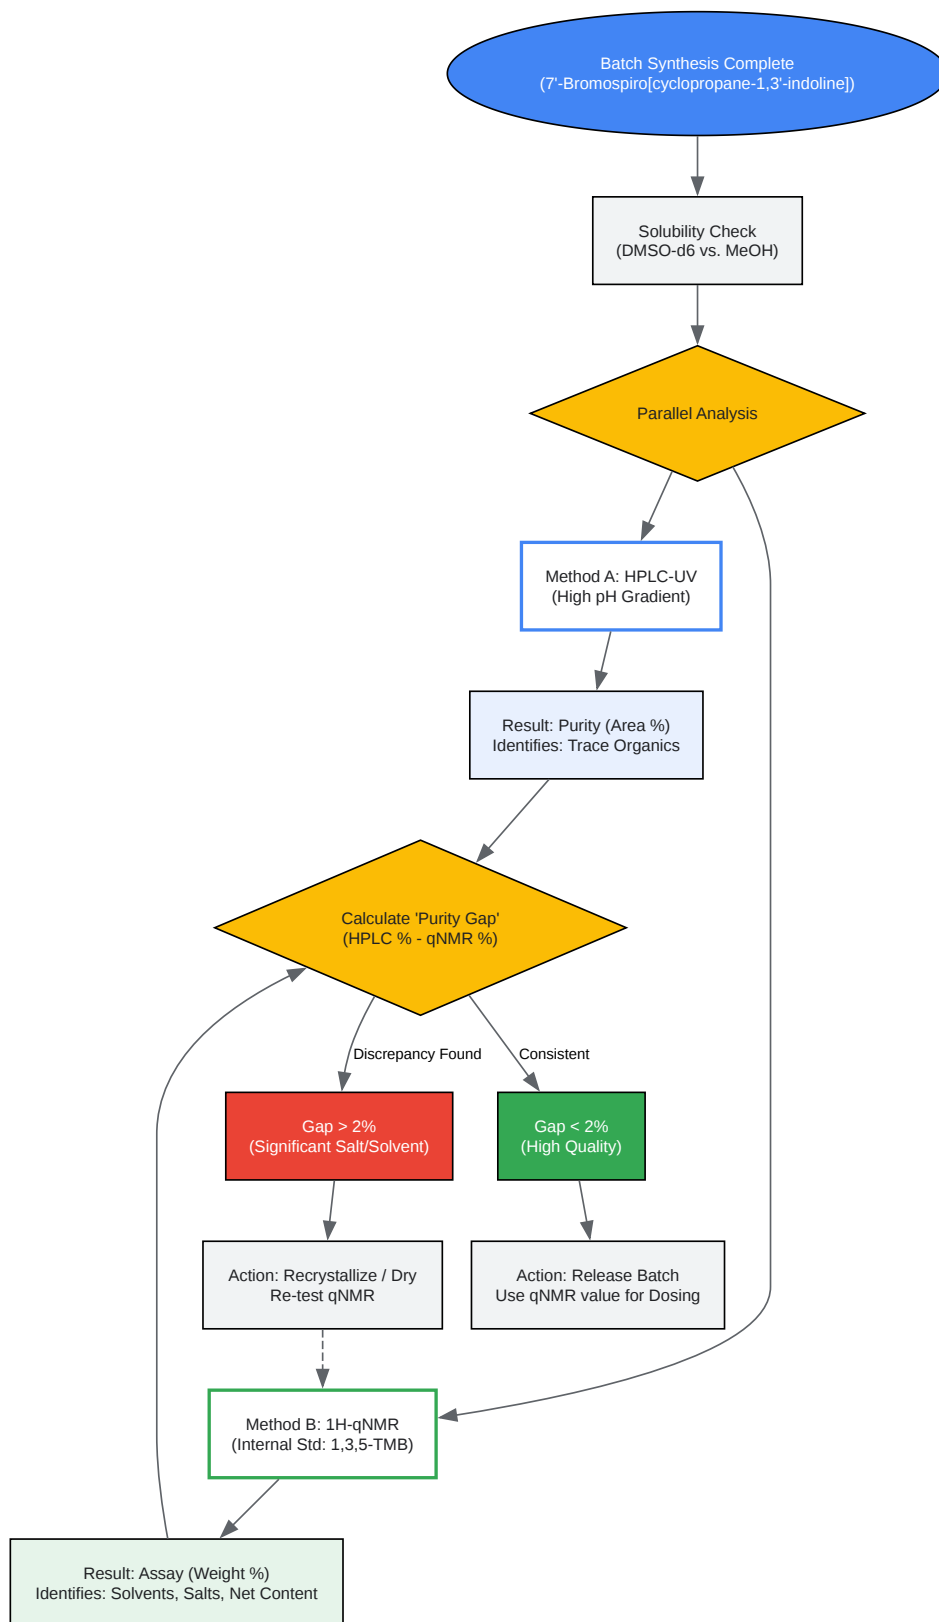 Batch Synthesis Complete
(7'-Bromospiro[cyclopropane-1,3'-indoline])
Solubility Check
(DMSO-d6 vs. MeOH)
Parallel Analysis
Method A: HPLC-UV
(High pH Gradient)
Result: Purity (Area %)
Identifies: Trace Organics
Calculate 'Purity Gap'
(HPLC % - qNMR %)
Discrepancy Found
Consistent
Gap > 2%
(Significant Salt/Solvent)
Gap < 2%
(High Quality)
Action: Recrystallize / Dry
Re-test qNMR
Action: Release Batch
Use qNMR value for Dosing
Method B: 1H-qNMR
(Internal Std: 1,3,5-TMB)
Result: Assay (Weight %)
Identifies: Solvents, Salts, Net Content